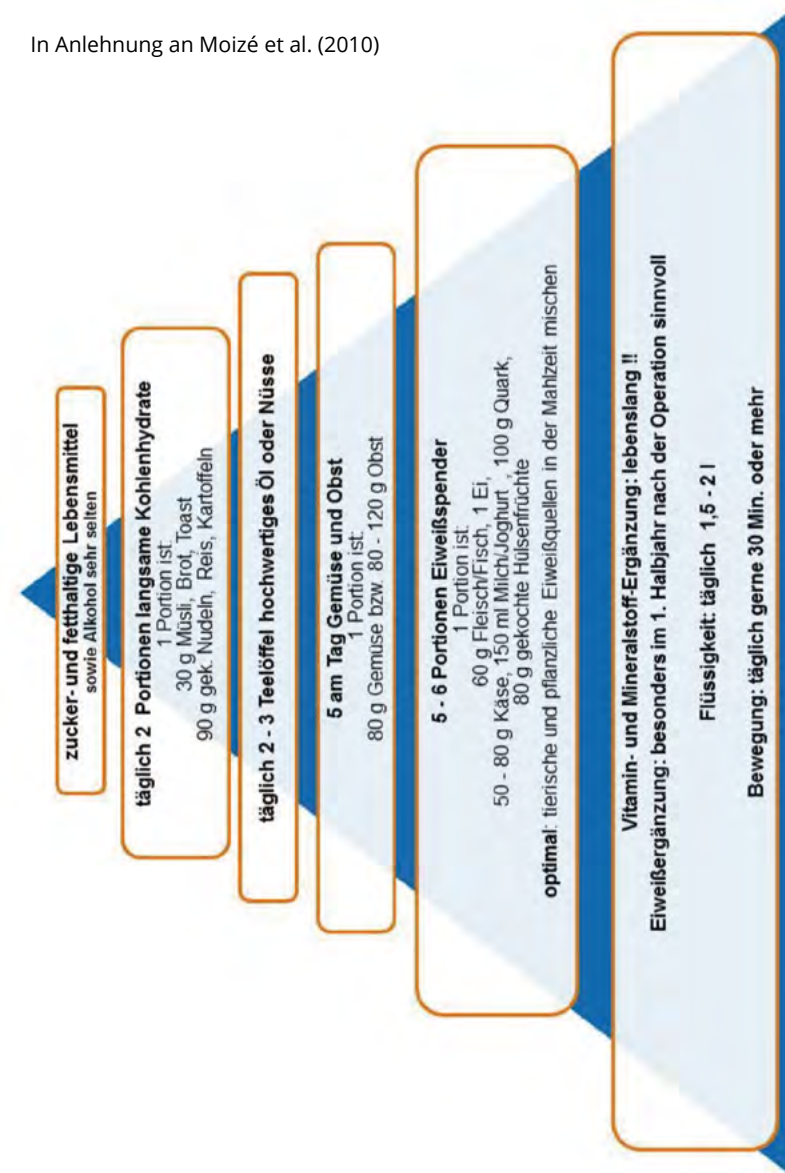 In Anlehnung an Moizé et al. (2010)
zucker- und fetthaltige Lebensmittel
sowie Alkohol sehr selten
täglich 2 Portionen langsame Kohlenhydrate
1 Portion ist:
30 g Müsli, Brot, Toast
90 g gek. Nudeln, Reis, Kartoffeln
täglich 2 - 3 Teelöffel hochwertiges Öl oder Nüsse
5 am Tag Gemüse und Obst
1 Portion ist:
80 g Gemüse bzw. 80 - 120 g Obst
5 - 6 Portionen Eiweißspender
1 Portion ist:
60 g Fleisch/Fisch, 1 Ei,
50 - 80 g Käse, 150 ml Milch/Joghurt , 100 g Quark,
80 g gekochte Hülsenfrüchte
optimal: tierische und pflanzliche Eiweißquellen in der Mahlzeit mischen
Vitamin- und Mineralstoff-Ergänzung: lebenslang !!
Eiweißergänzung: besonders im 1. Halbjahr nach der Operation sinnvoll
Flüssigkeit: täglich 1,5 - 2 l
Bewegung: täglich gerne 30 Min. oder mehr